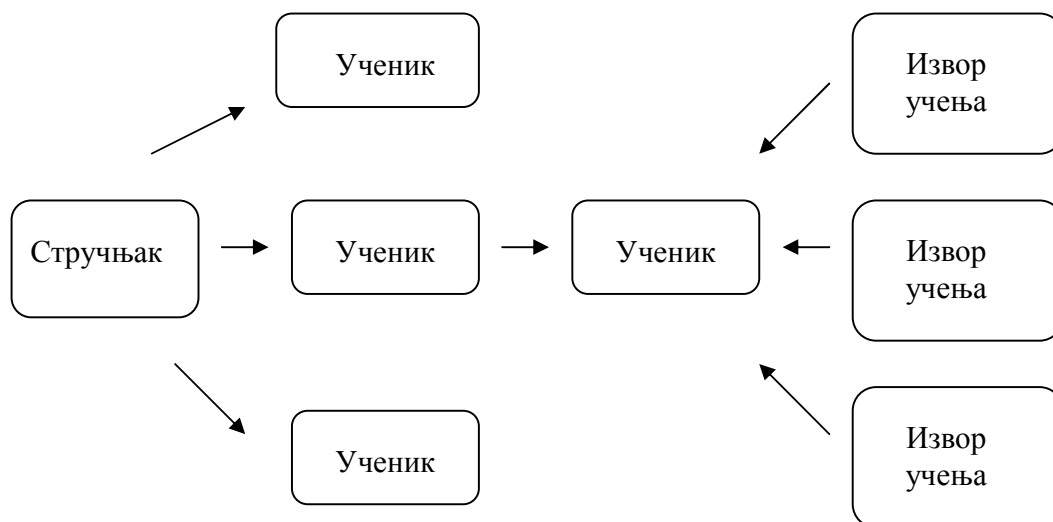 Ученик
Извор
учења
Стручњак
Ученик
Ученик
Извор
учења
Ученик
Извор
учења